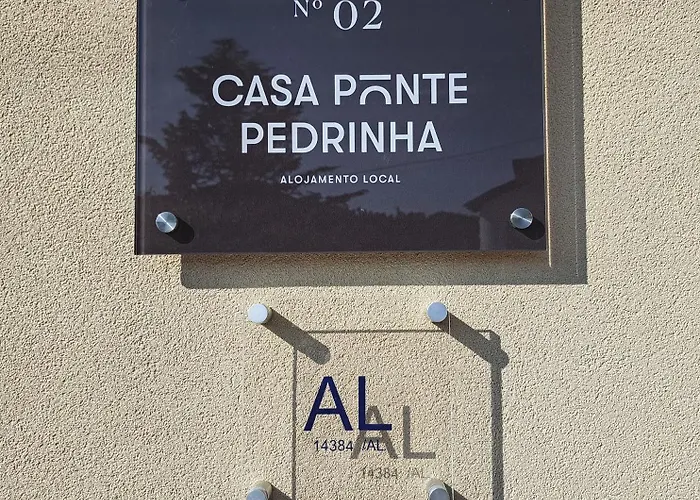 Nº 02
CASA PONTE
PEDRINHA
ALOJAMENTO LOCAL
AL
14384 /AL